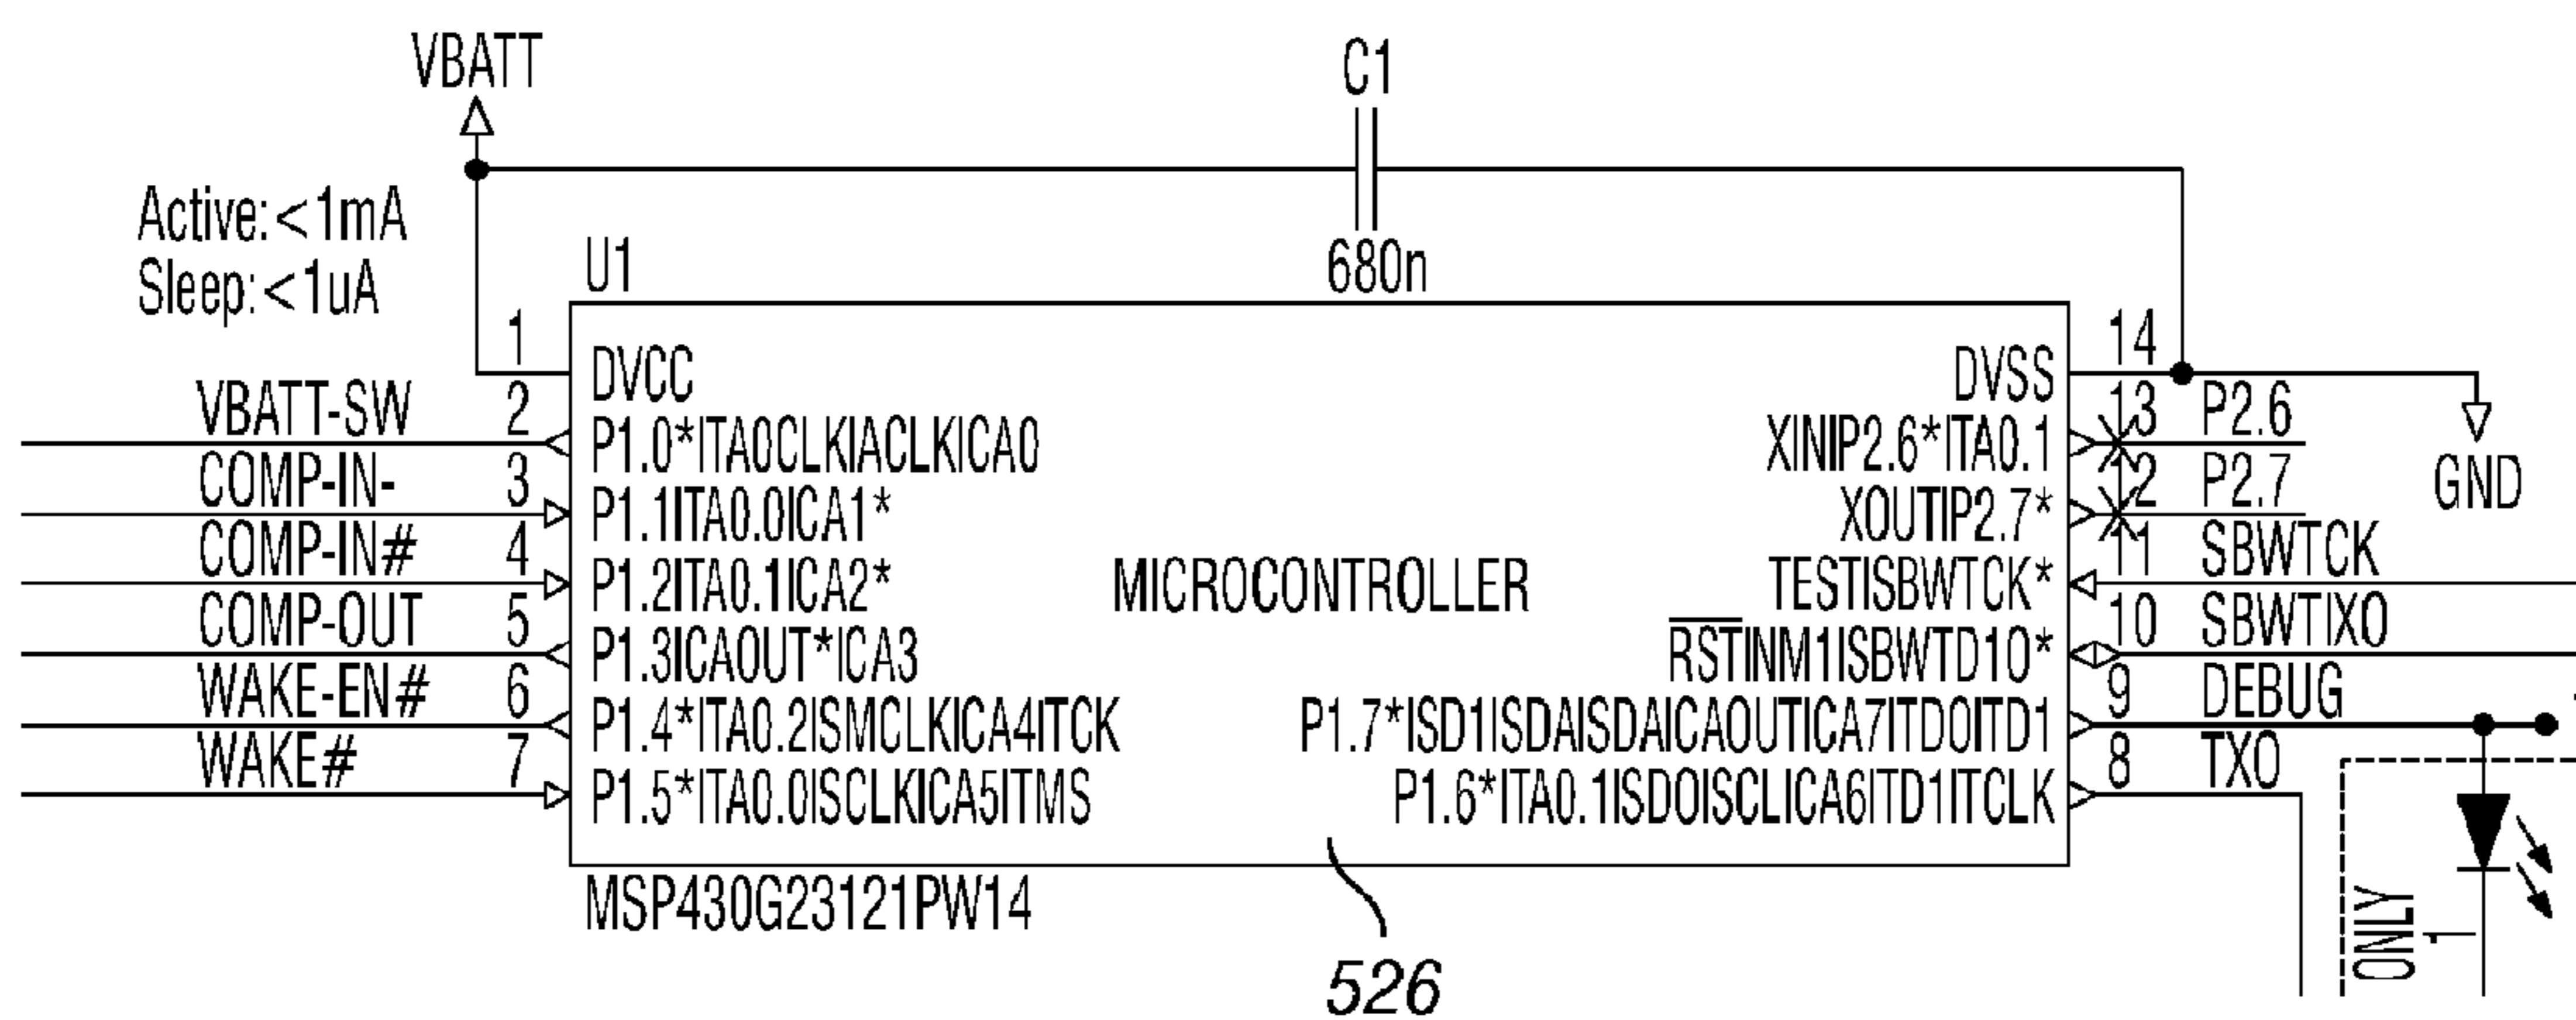 VBATT
C1
680n
Active:<1mA
Sleep:<1uA
U1
1
DVCC
DVSS
14
VBATT-SW
2
P1.0*ITA0CLKIACLKICA0
XINIP2.6*ITA0.1
13
P2.6
GND
COMP-IN-
3
P1.1ITA0.0ICA1*
XOUTIP2.7*
12
P2.7
COMP-IN#
4
P1.2ITA0.1ICA2*
MICROCONTROLLER
TESTISBWTCK*
11
SBWTCK
COMP-OUT
5
P1.3ICAOUT*ICA3
RSTINM1ISBWTD10*
10
SBWTIXO
WAKE-EN#
6
P1.4*ITA0.2ISMCLKICA4ITCK
P1.7*ISD1ISDAISDAICAOUTICA7ITDOITD1
9
DEBUG
WAKE#
7
P1.5*ITA0.0ISCLKICA5ITMS
P1.6*ITA0.1ISDOISCLICA6ITD1ITCLK
8
TXO
MSP430G23121PW14
526
ONLY
1